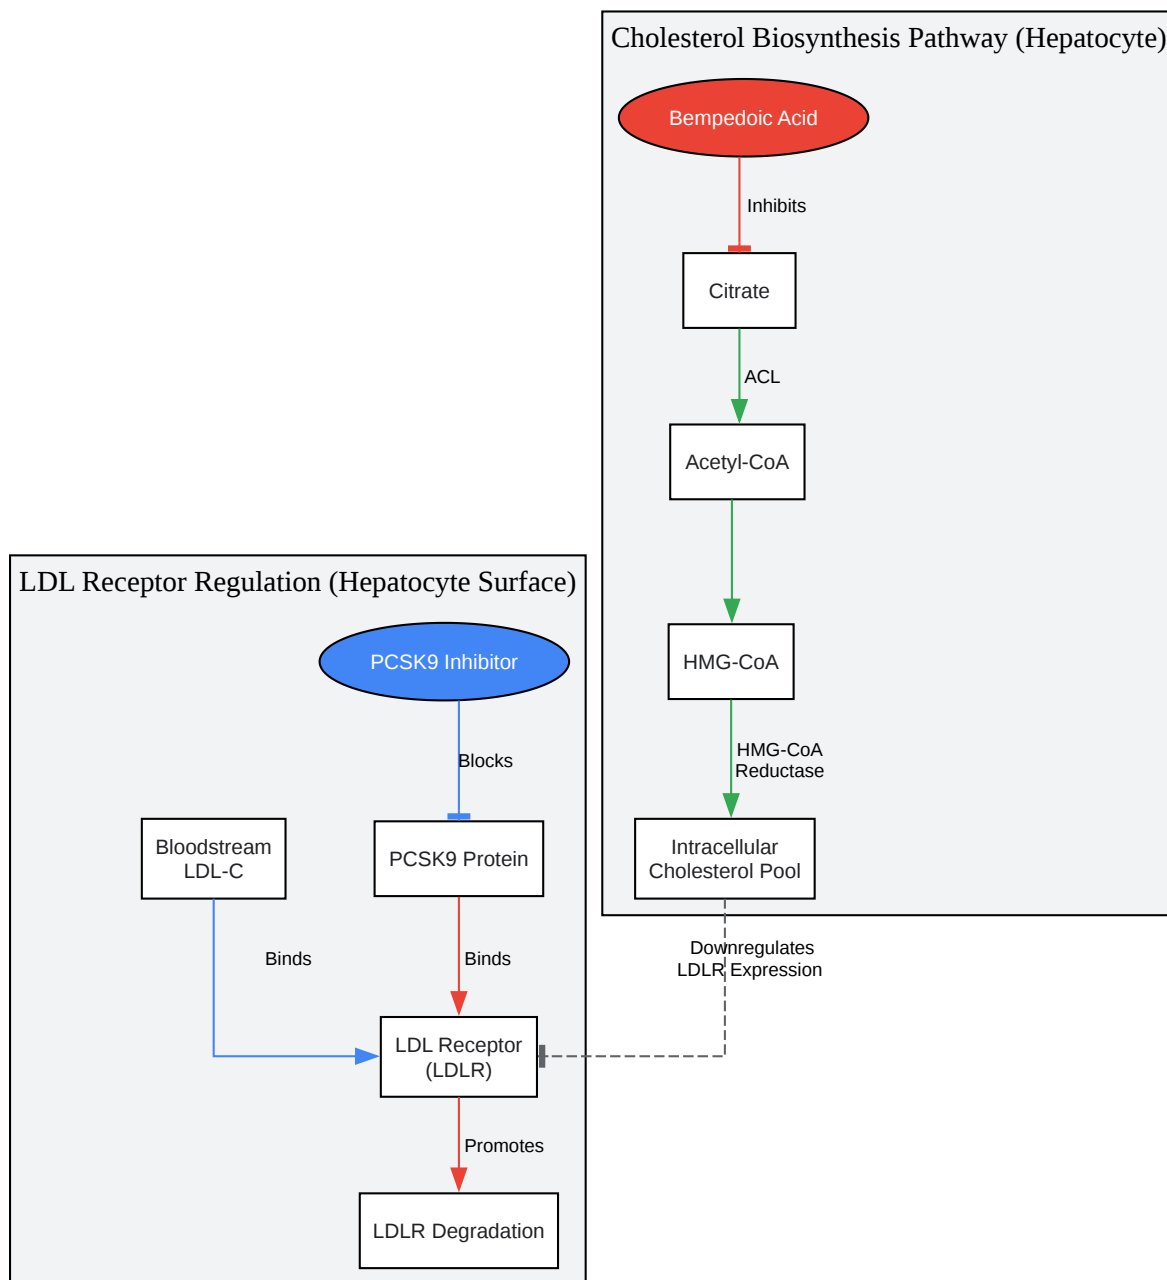 Cholesterol Biosynthesis Pathway (Hepatocyte)
Bempedoic Acid
Inhibits
Citrate
ACL
Acetyl-CoA
HMG-CoA
HMG-CoA
Reductase
Intracellular
Cholesterol Pool
Downregulates
LDLR Expression
LDL Receptor Regulation (Hepatocyte Surface)
PCSK9 Inhibitor
Blocks
Bloodstream
LDL-C
PCSK9 Protein
Binds
Binds
LDL Receptor
(LDLR)
Promotes
LDLR Degradation